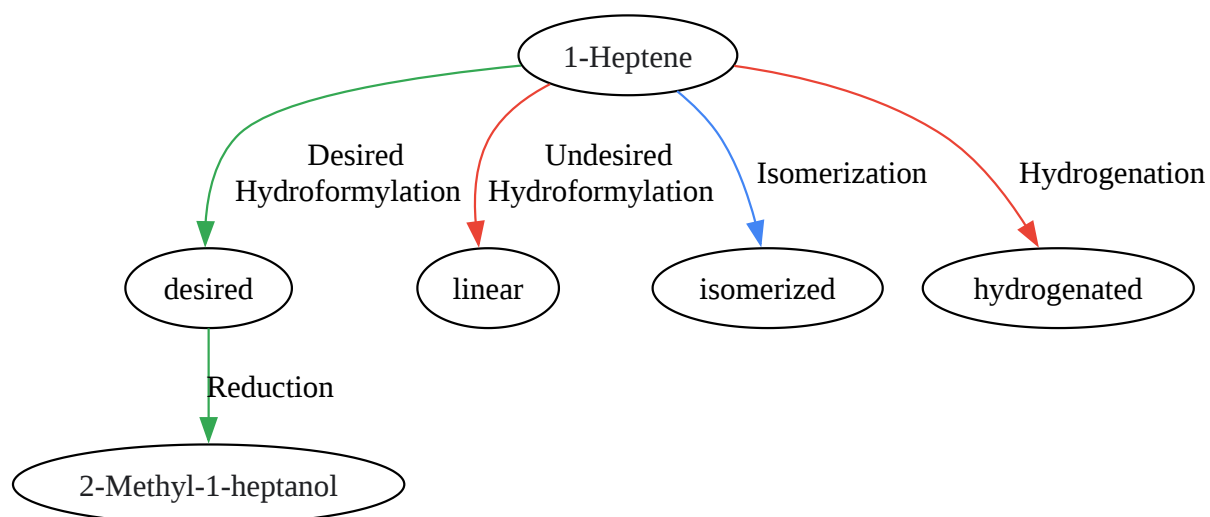 1-Heptene
Desired
Hydroformylation
Undesired
Hydroformylation
Isomerization
Hydrogenation
desired
linear
isomerized
hydrogenated
Reduction
2-Methyl-1-heptanol